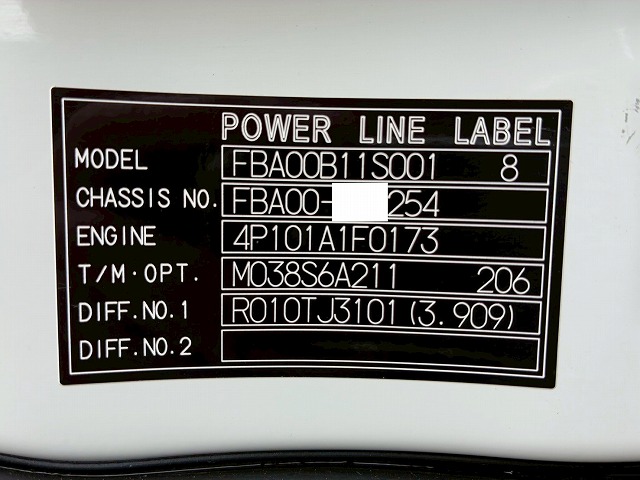 POWER LINE LABEL
MODEL FBA00B11S001 8
CHASSIS NO. FBA00- 254
ENGINE 4P101A1F0173
T/M·OPT. M038S6A211 206
DIFF.NO.1 R010TJ3101 (3.909)
DIFF.NO.2